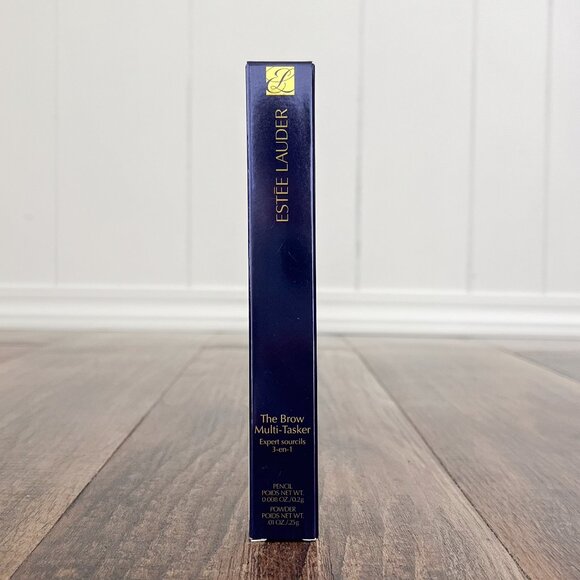 EL
ESTĒE LAUDER
The Brow
Multi-Tasker
Expert sourcils
3-en-1
PENCIL
POIDS NET WT.
0.008 OZ./0.2g
POWDER
POIDS NET WT.
.01 OZ./.25g